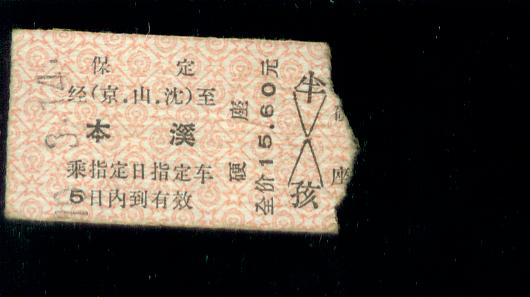 保定
经(京.山.沈)至
本溪
乘指定日指定车
5日内到有效
硬座
全价15.60元
半
孩
座